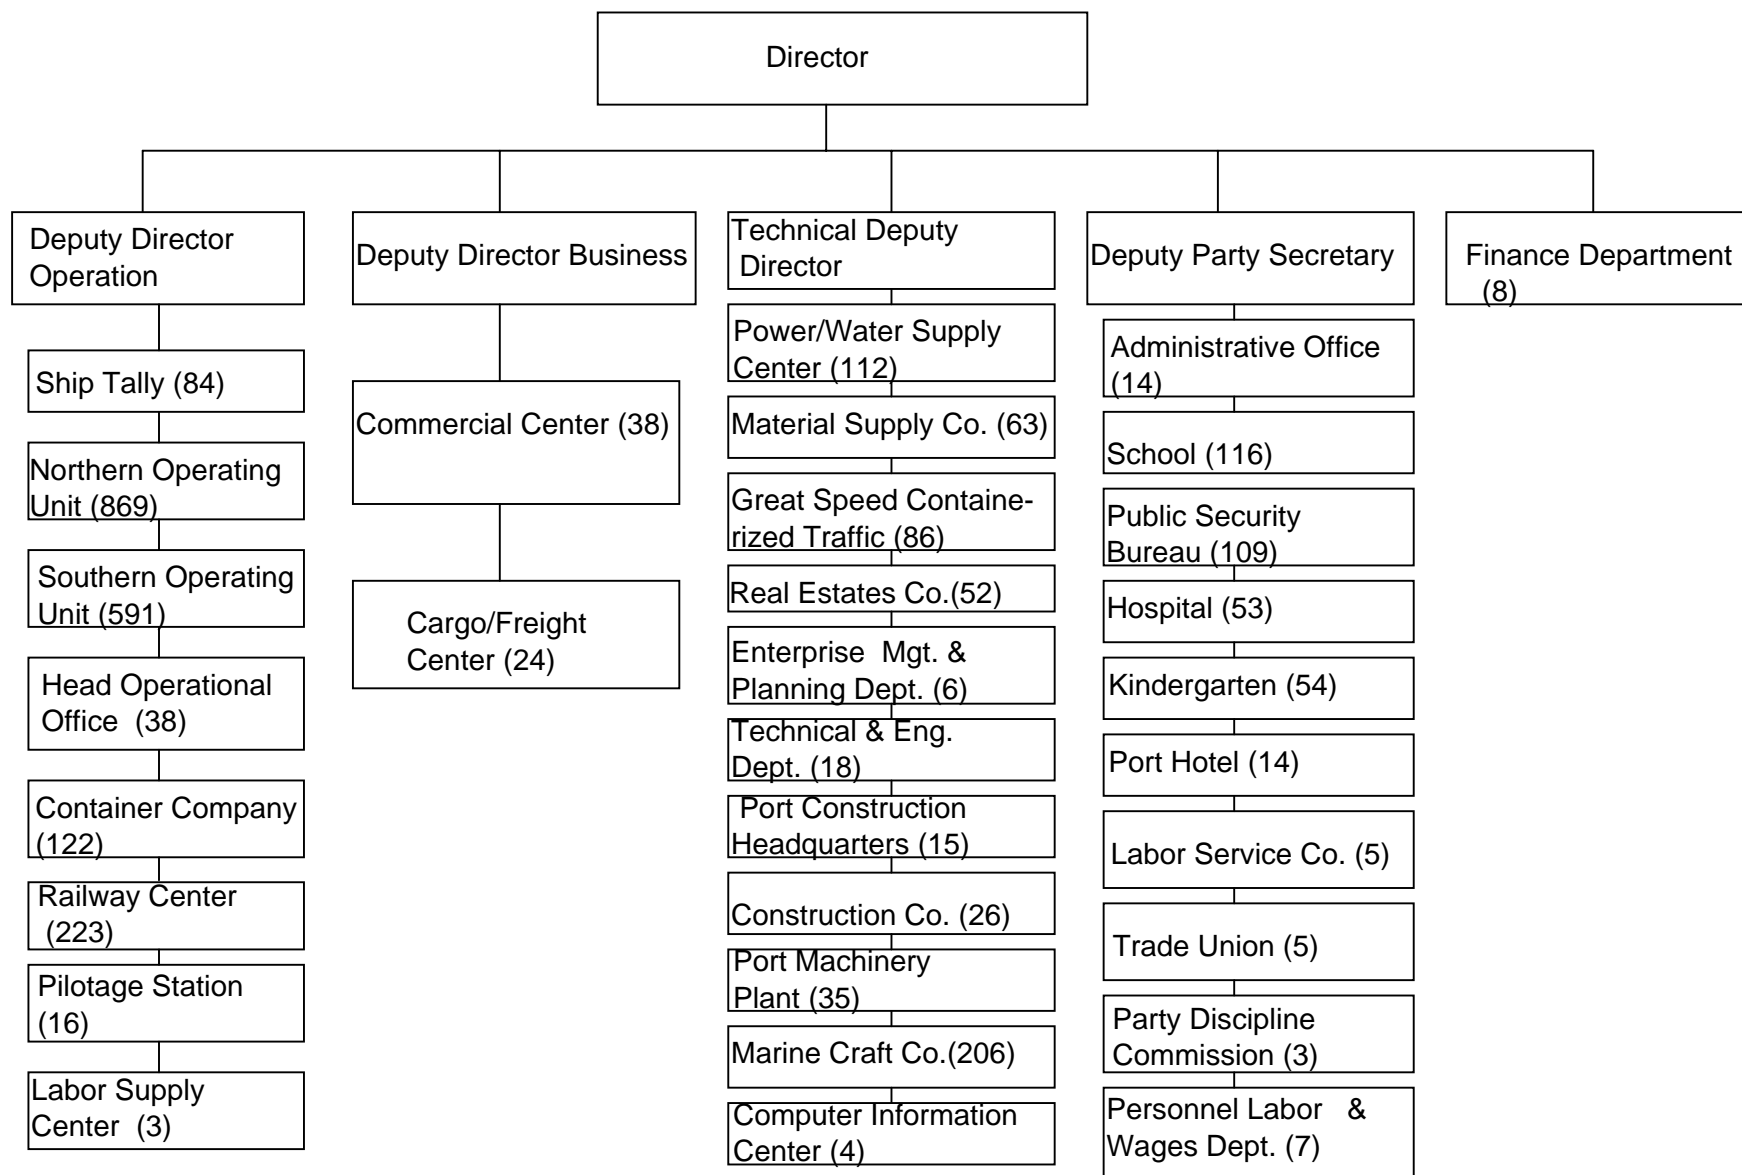 Director
Deputy Director
Operation
Ship Tally (84)
Northern Operating
Unit (869)
Southern Operating
Unit (591)
Head Operational
Office (38)
Container Company
(122)
Railway Center
(223)
Pilotage Station
(16)
Labor Supply
Center (3)
Deputy Director Business
Commercial Center (38)
Cargo/Freight
Center (24)
Technical Deputy
Director
Power/Water Supply
Center (112)
Material Supply Co. (63)
Great Speed Containe-
rized Traffic (86)
Real Estates Co.(52)
Enterprise Mgt. &
Planning Dept. (6)
Technical & Eng.
Dept. (18)
Port Construction
Headquarters (15)
Construction Co. (26)
Port Machinery
Plant (35)
Marine Craft Co.(206)
Computer Information
Center (4)
Deputy Party Secretary
Administrative Office
(14)
School (116)
Public Security
Bureau (109)
Hospital (53)
Kindergarten (54)
Port Hotel (14)
Labor Service Co. (5)
Trade Union (5)
Party Discipline
Commission (3)
Personnel Labor &
Wages Dept. (7)
Finance Department
(8)